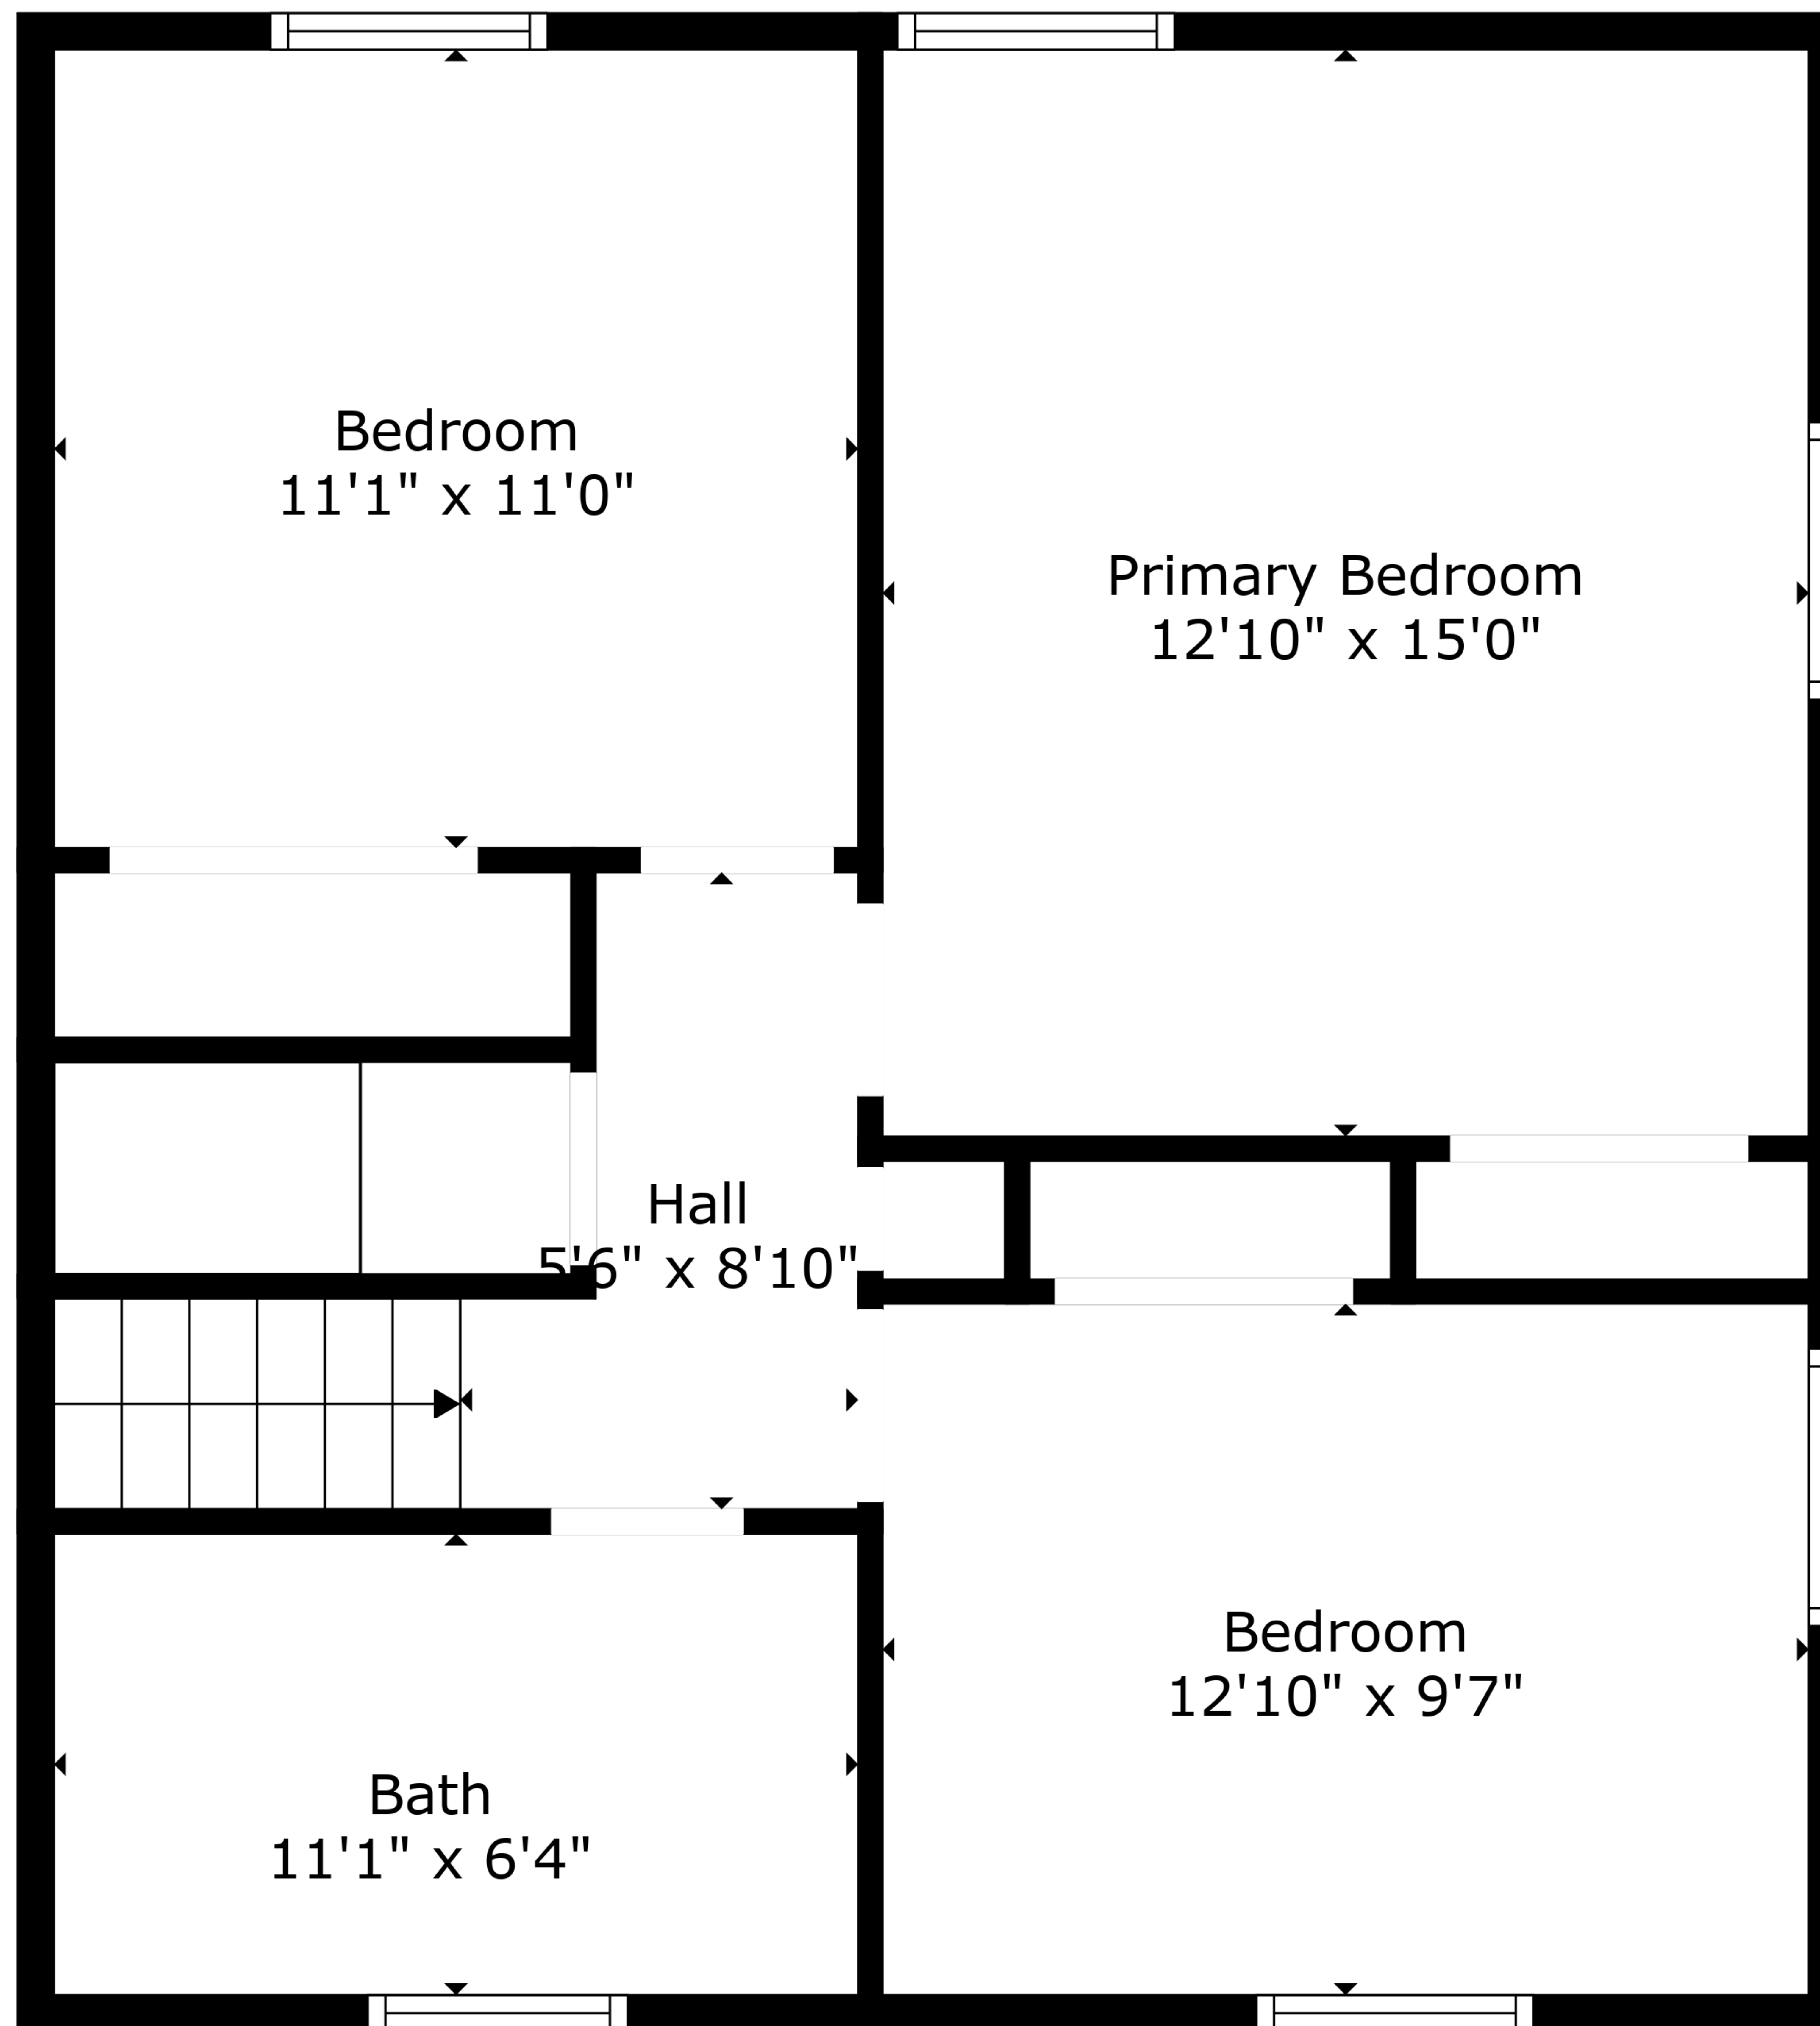 Bedroom
11'1" x 11'0"
Primary Bedroom
12'10" x 15'0"
Hall
5'6" x 8'10"
Bedroom
12'10" x 9'7"
Bath
11'1" x 6'4"